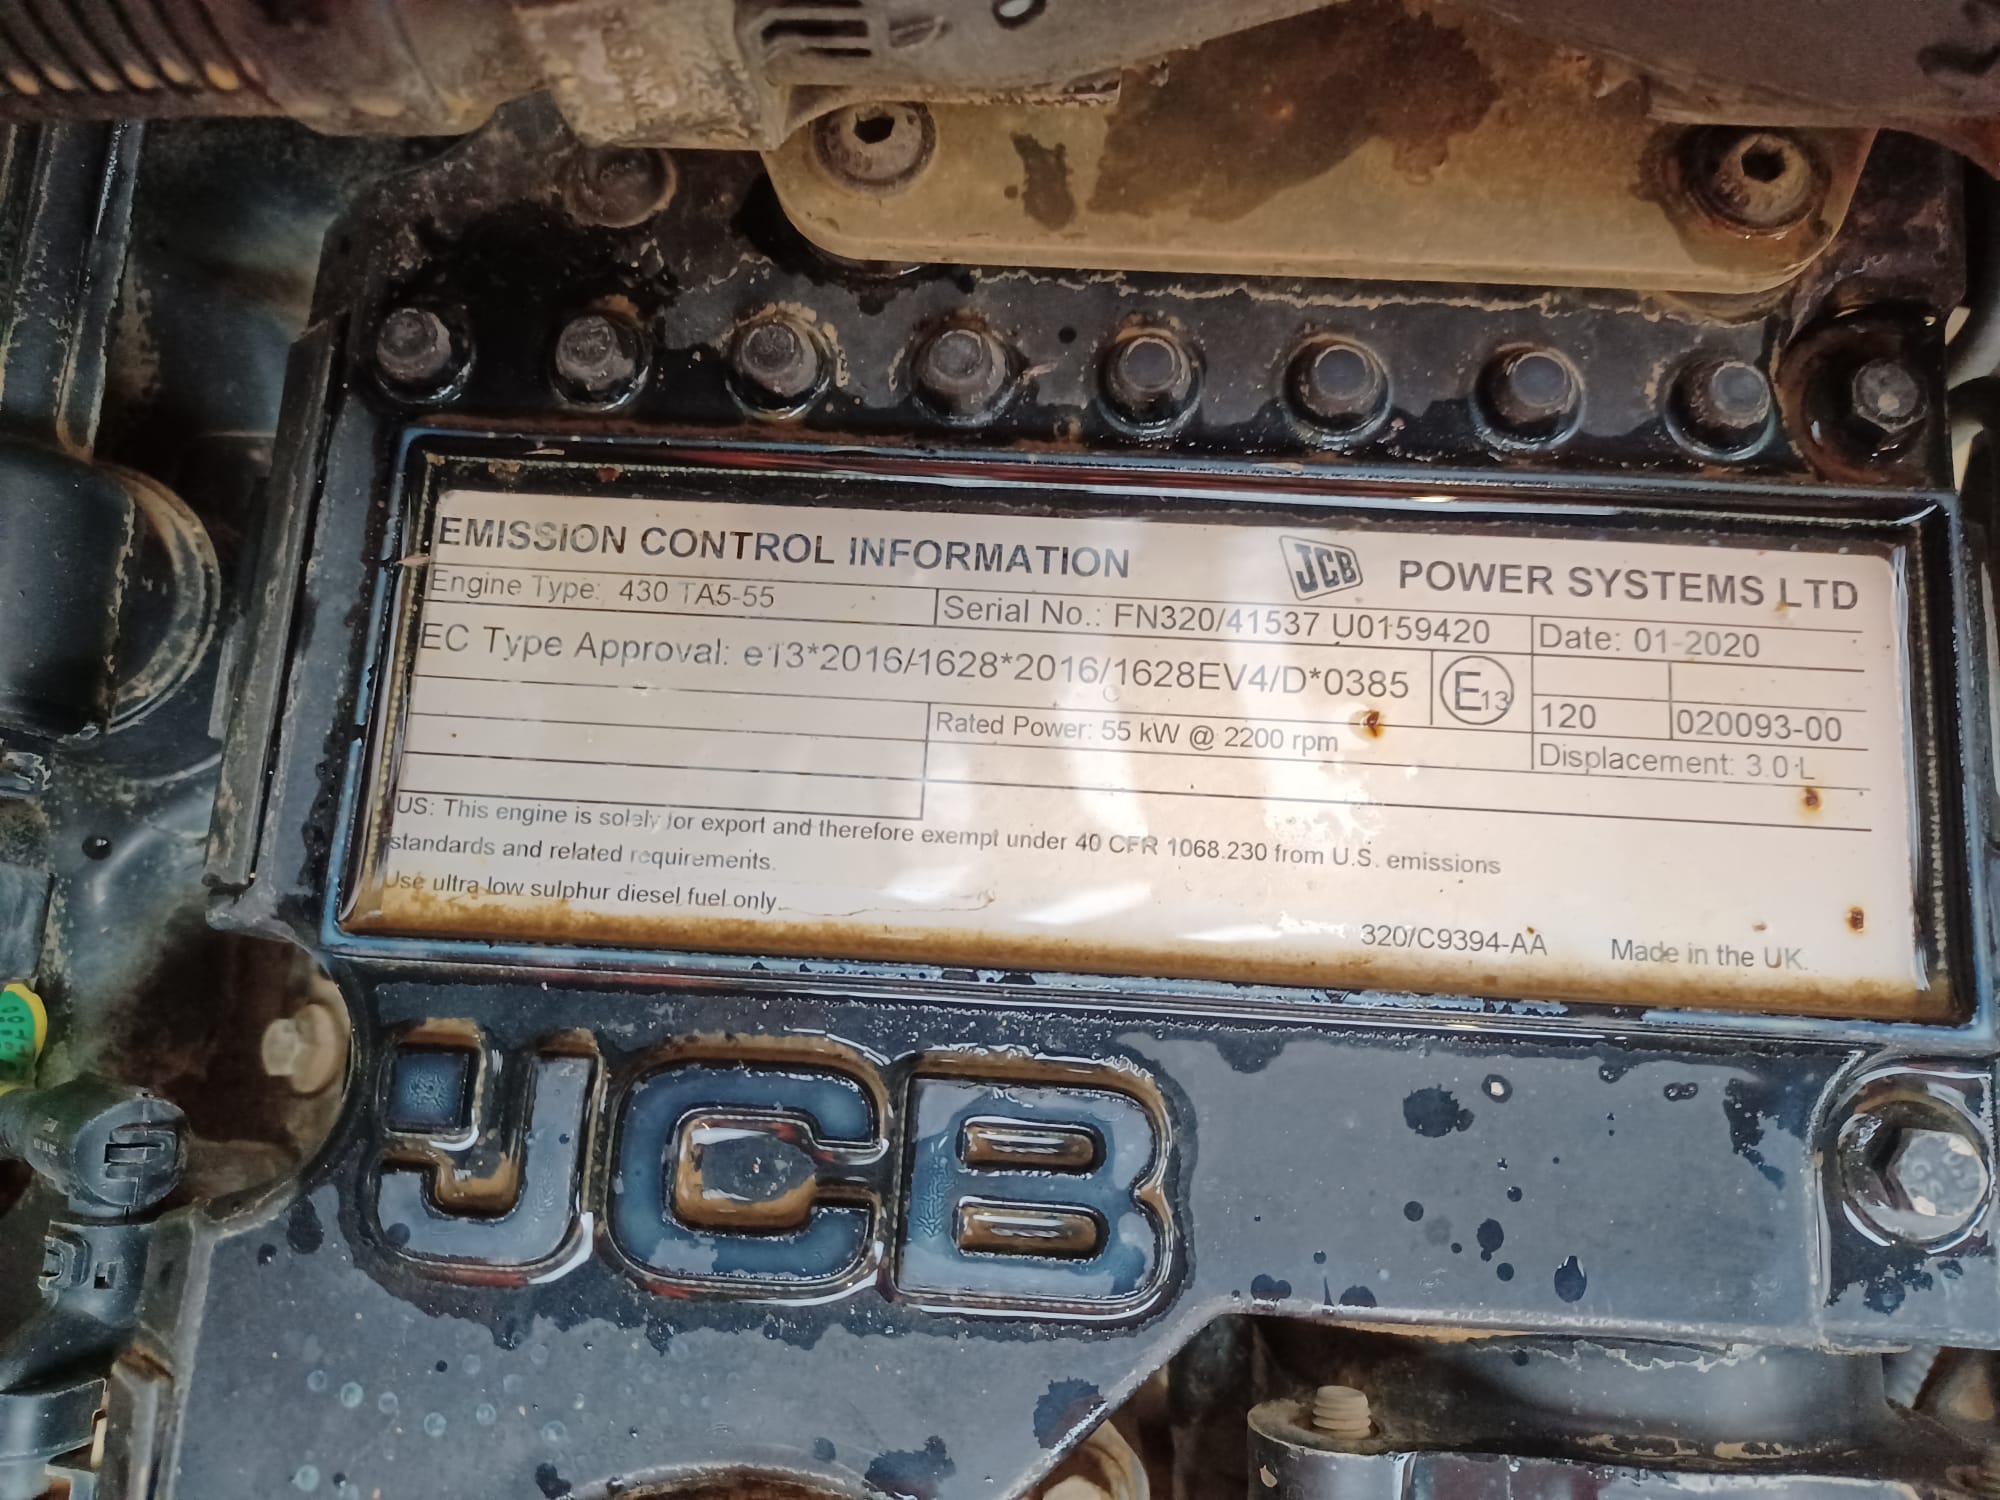 EMISSION CONTROL INFORMATION JCB POWER SYSTEMS LTD
Engine Type: 430 TA5-55 Serial No.: FN320/41537 U0159420 Date: 01-2020
EC Type Approval: e13*2016/1628*2016/1628EV4/D*0385 E13
120 020093-00
Rated Power: 55 kW @ 2200 rpm Displacement: 3.0 L
US: This engine is solely for export and therefore exempt under 40 CFR 1068.230 from U.S. emissions
standards and related requirements.
Use ultra low sulphur diesel fuel only.
320/C9394-AA Made in the UK.
JCB